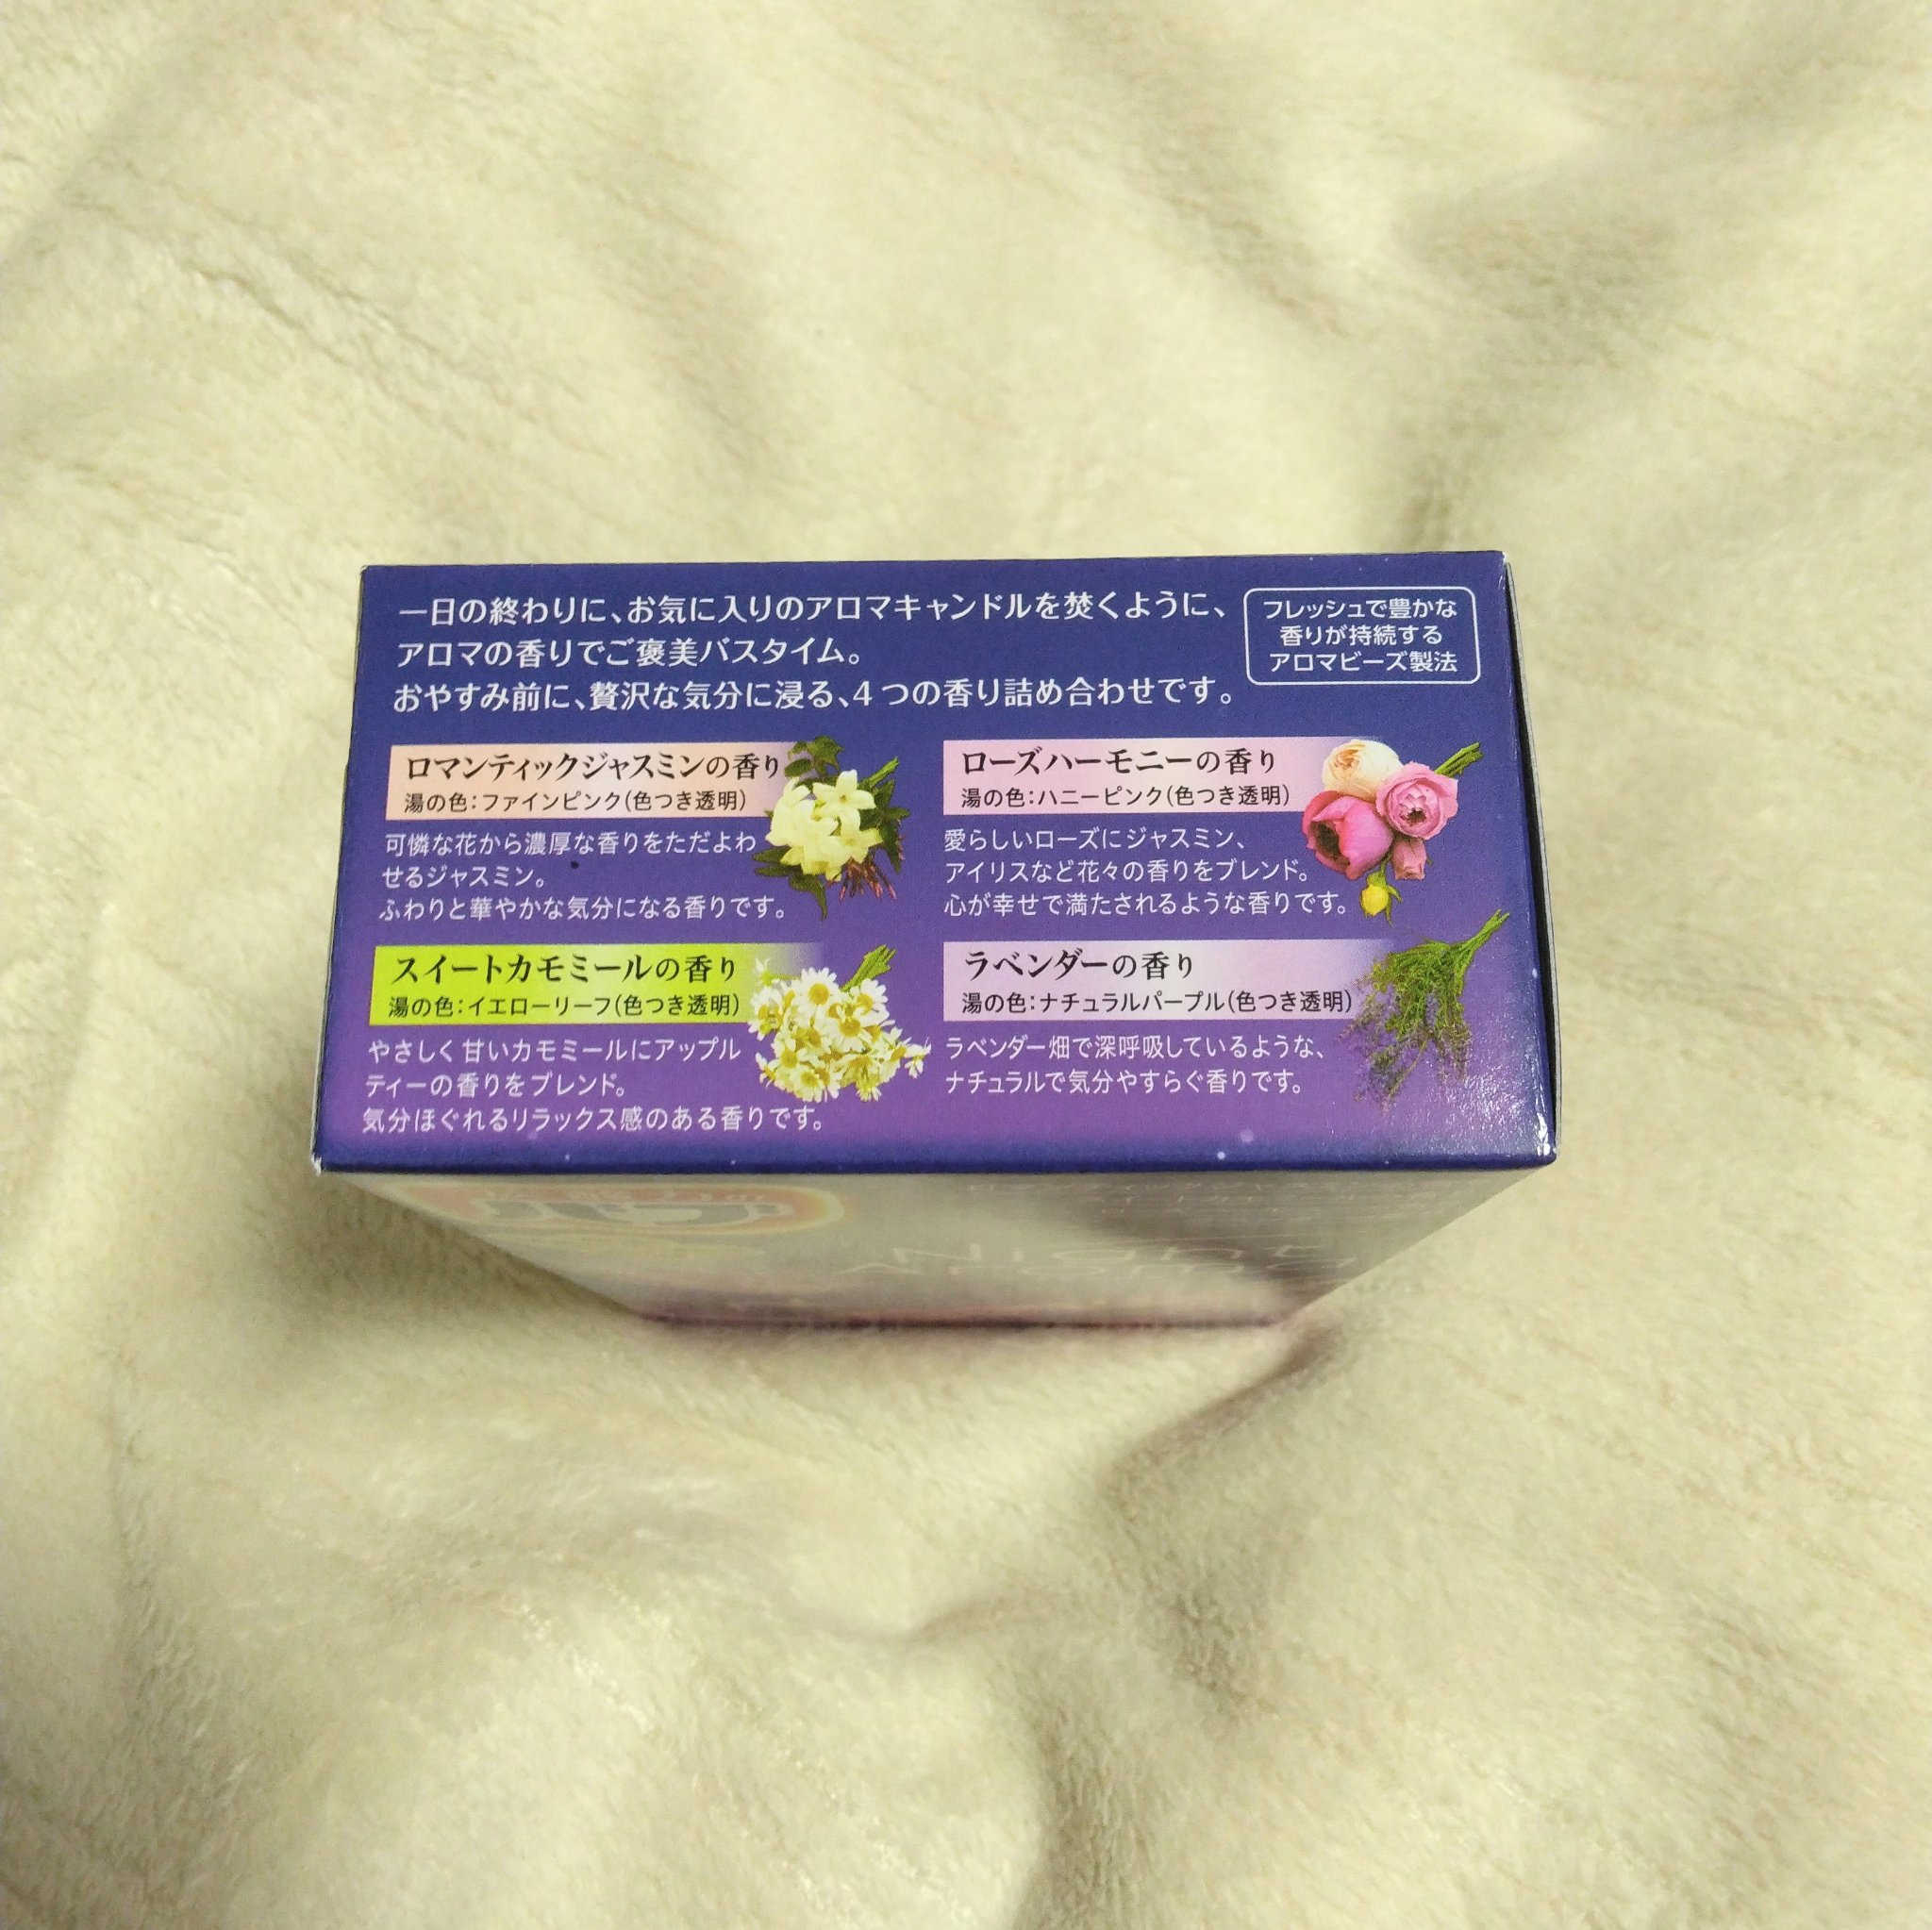 一日の終わりに、お気に入りのアロマキャンドルを焚くように、
アロマの香りでご褒美バスタイム。
おやすみ前に、贅沢な気分に浸る、4つの香り詰め合わせです。
フレッシュで豊かな
香りが持続する
アロマビーズ製法
ロマンティックジャスミンの香り
湯の色：ファインピンク（色つき透明）
可憐な花から濃厚な香りをただよわ
せるジャスミン。
ふわりと華やかな気分になる香りです。
ローズハーモニーの香り
湯の色：ハニーピンク（色つき透明）
愛らしいローズにジャスミン、
アイリスなど花々の香りをブレンド。
心が幸せで満たされるような香りです。
スイートカモミールの香り
湯の色：イエローリーフ（色つき透明）
やさしく甘いカモミールにアップル
ティーの香りをブレンド。
気分ほぐれるリラックス感のある香りです。
ラベンダーの香り
湯の色：ナチュラルパープル（色つき透明）
ラベンダー畑で深呼吸しているような、
ナチュラルで気分やすらぐ香りです。
バブ
Night
Aroma